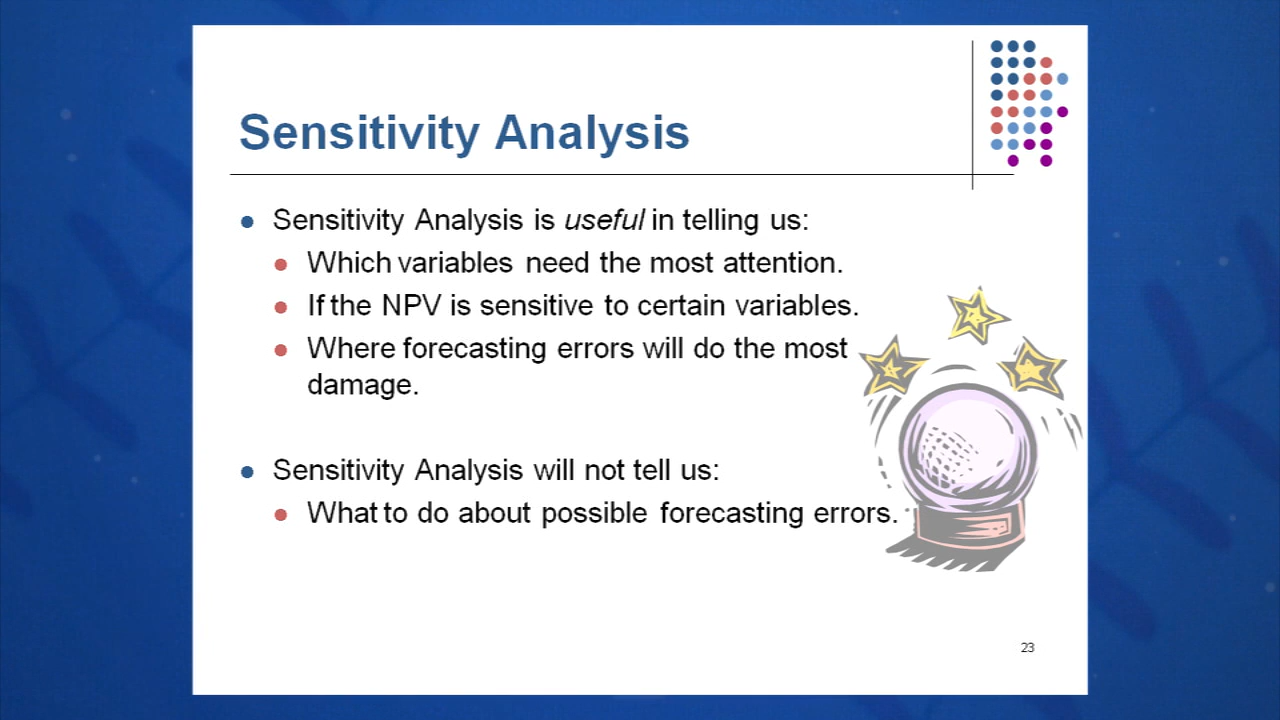 Sensitivity Analysis
Sensitivity Analysis is useful in telling us:
Which variables need the most attention.
If the NPV is sensitive to certain variables.
Where forecasting errors will do the most
damage.
Sensitivity Analysis will not tell us:
What to do about possible forecasting errors.
23